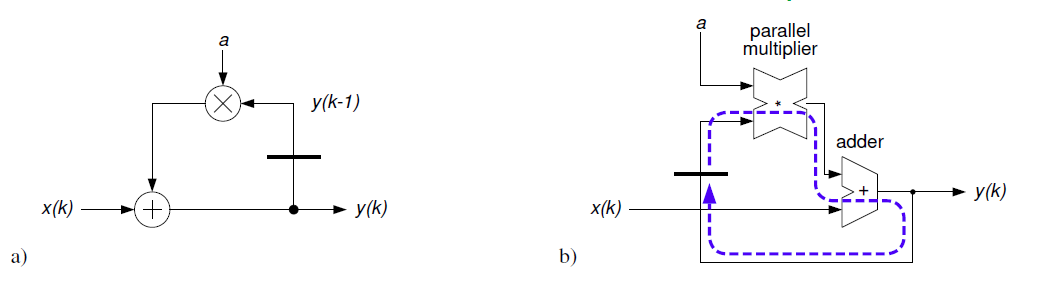 a
y(k-1)
x(k)
+
y(k)
a)
a
parallel
multiplier
*
adder
+
x(k)
y(k)
b)